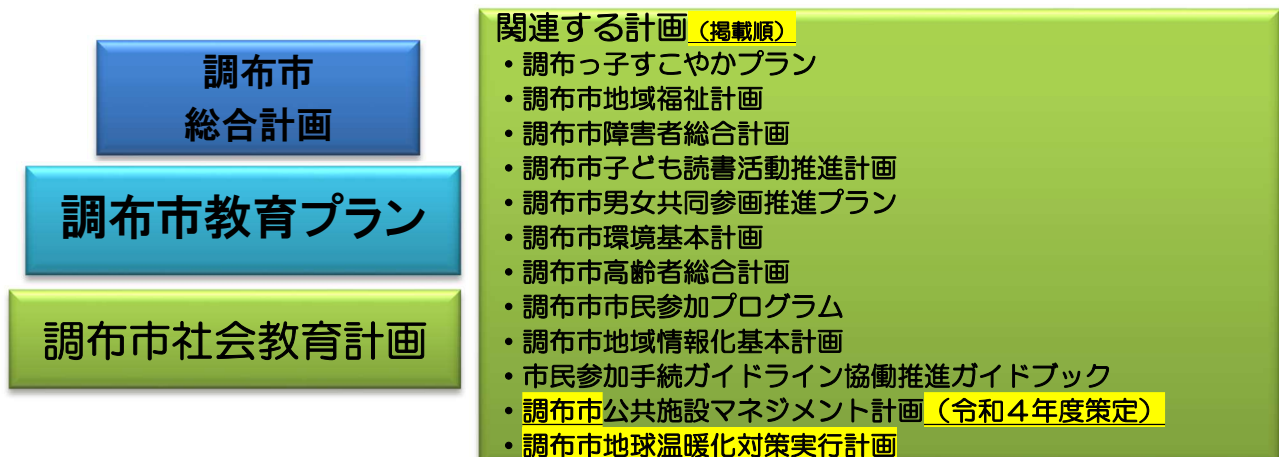 調布市
総合計画
調布市教育プラン
調布市社会教育計画
関連する計画（掲載順）
・調布っ子すこやかプラン
・調布市地域福祉計画
・調布市障害者総合計画
・調布市子ども読書活動推進計画
・調布市男女共同参画推進プラン
・調布市環境基本計画
・調布市高齢者総合計画
・調布市市民参加プログラム
・調布市地域情報化基本計画
・市民参加手続ガイドライン協働推進ガイドブック
・調布市公共施設マネジメント計画（令和４年度策定）
・調布市地球温暖化対策実行計画